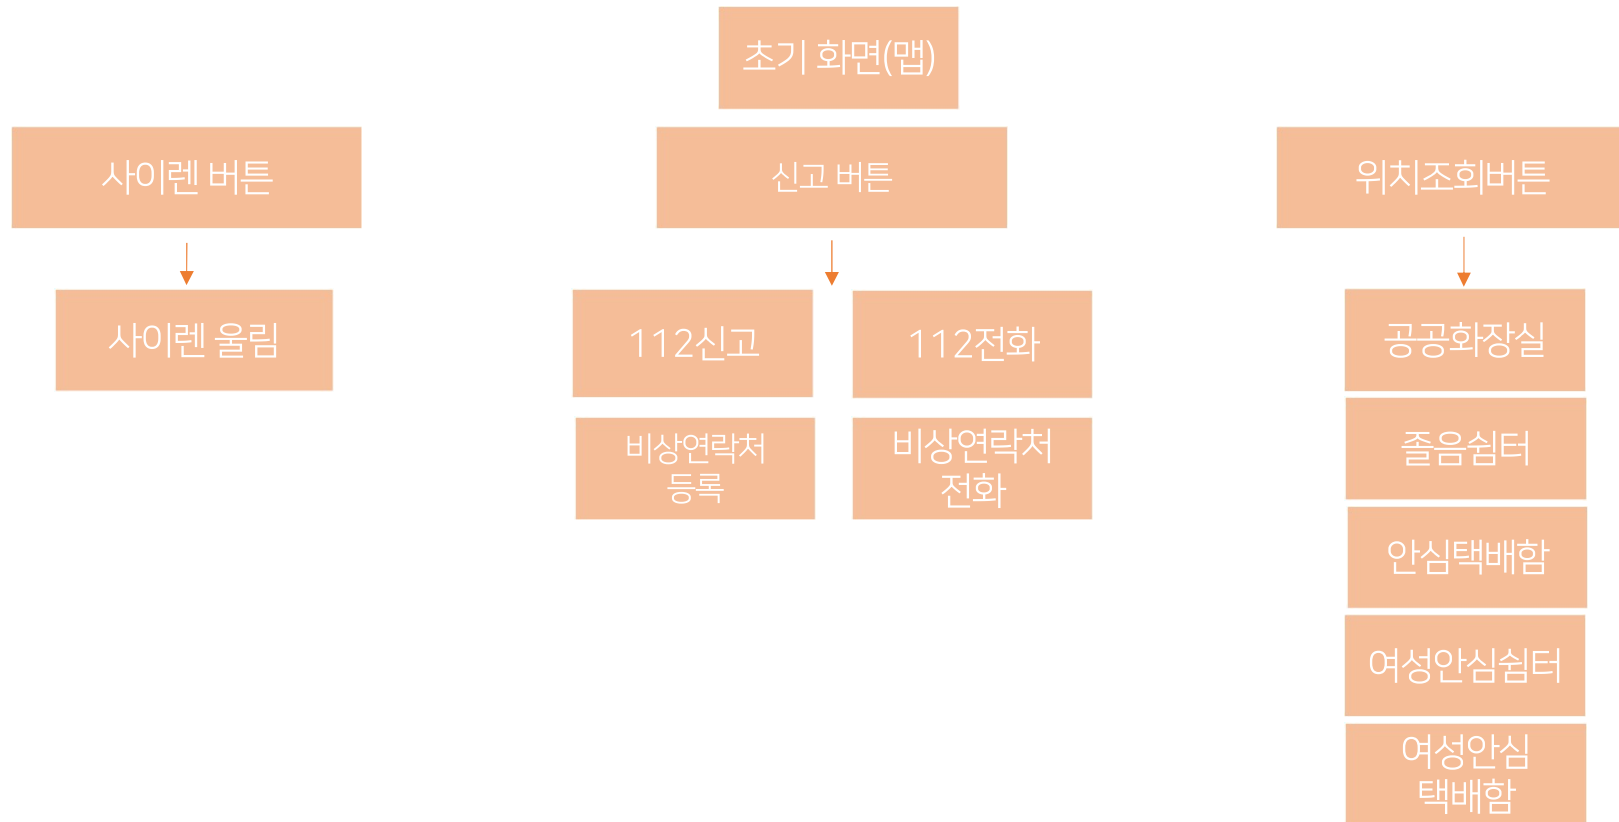 초기 화면(맵)
사이렌 버튼
신고 버튼
위치조회버튼
사이렌 울림
112신고
112전화
비상연락처
등록
비상연락처
전화
공공화장실
졸음쉼터
안심택배함
여성안심쉼터
여성안심
택배함